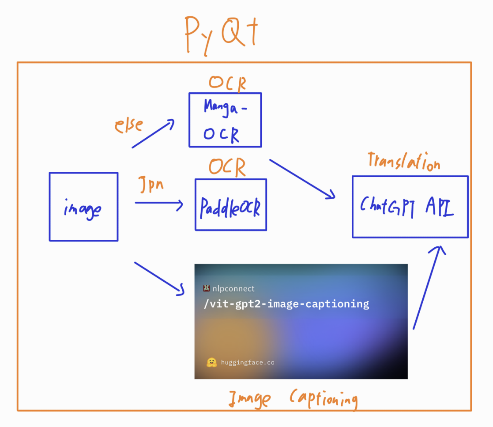 PyQt
OCR
Manga-
OCR
else
OCR
Jpn
PaddleOCR
image
Translation
ChatGPT API
nlpconnect
/vit-gpt2-image-captioning
huggingface.co
Image Captioning